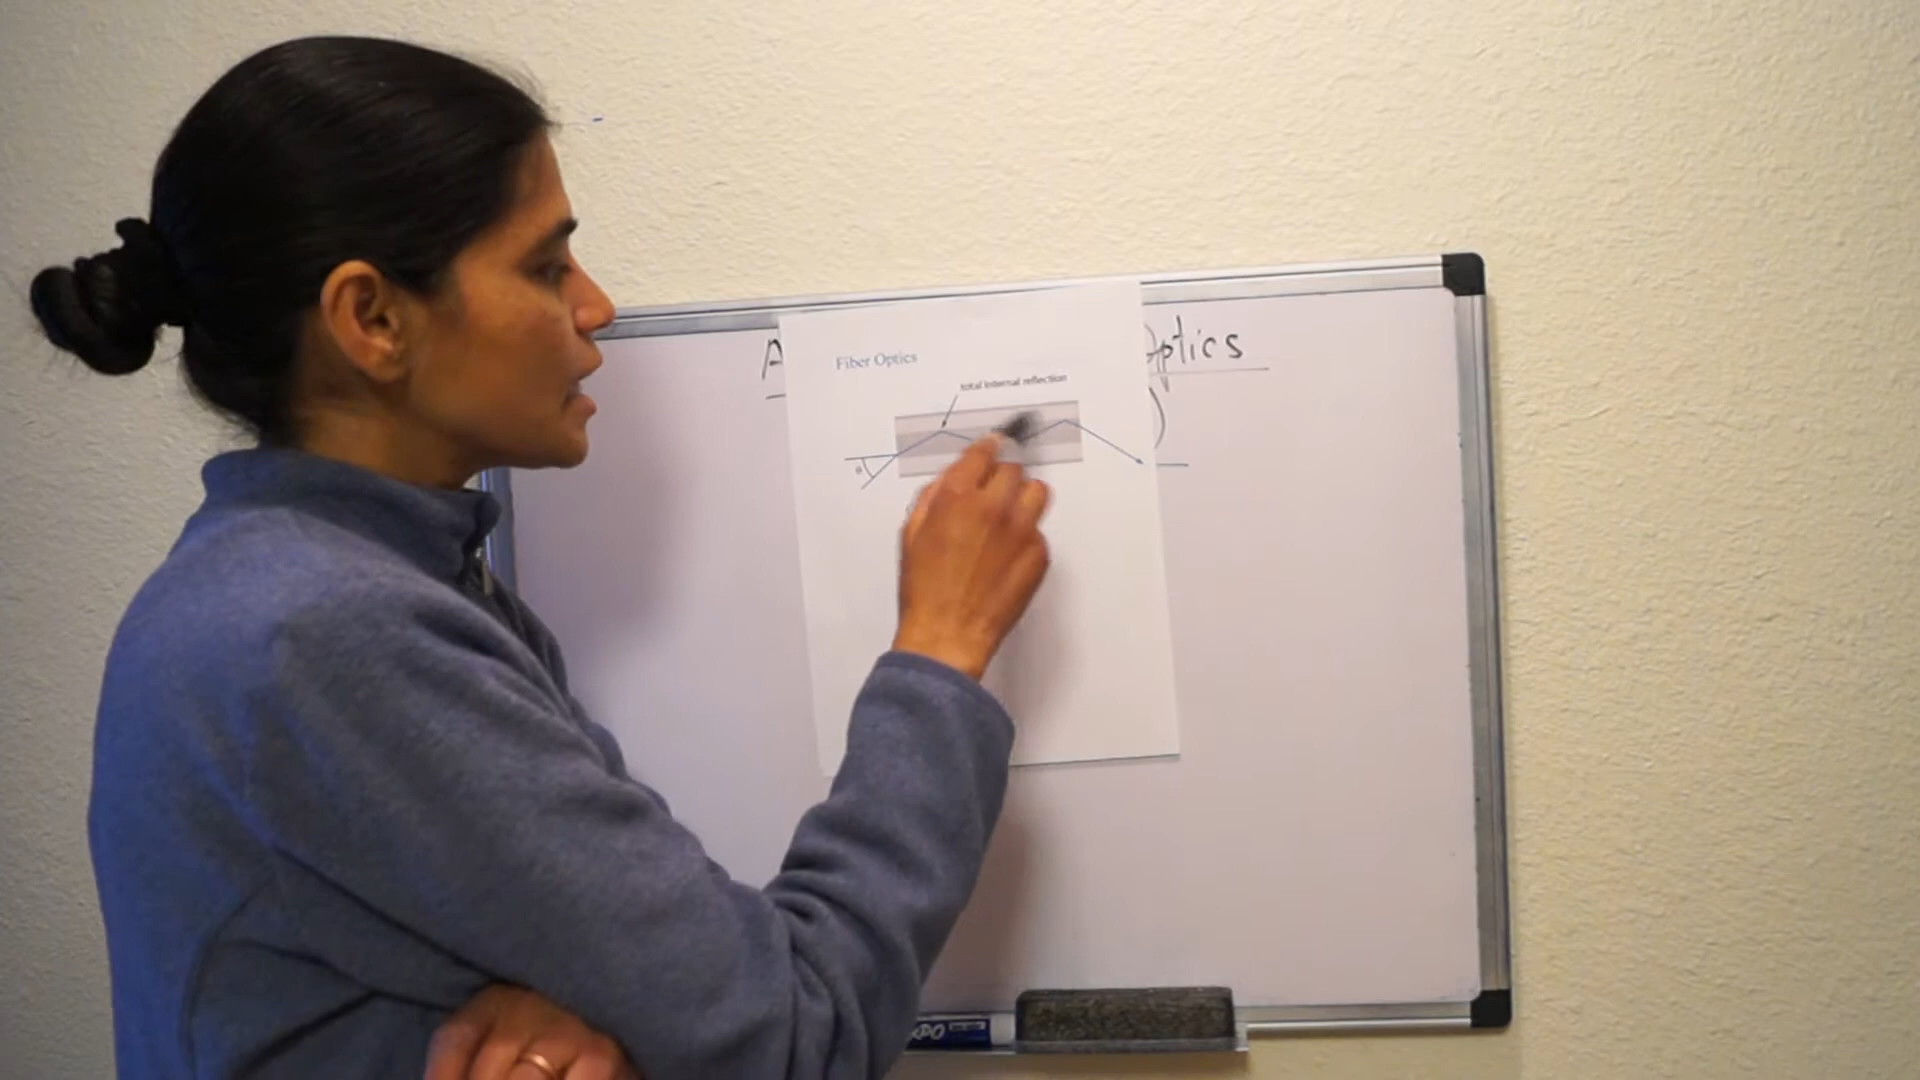 A
Optics
Fiber Optics
total internal reflection
θ
)